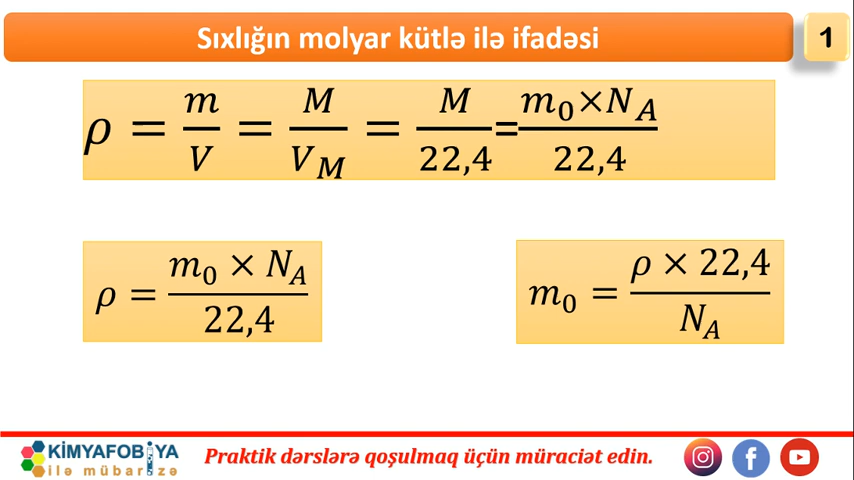 Sıxlığın molyar kütlə ilə ifadəsi
1
ρ = m/V = M/V_M = M/22,4 = m₀×N_A/22,4
ρ = m₀ × N_A/22,4
m₀ = ρ × 22,4/N_A
KİMYAFOBİYA
ilə mübarizə
Praktik dərslərə qoşulmaq üçün müraciət edin.